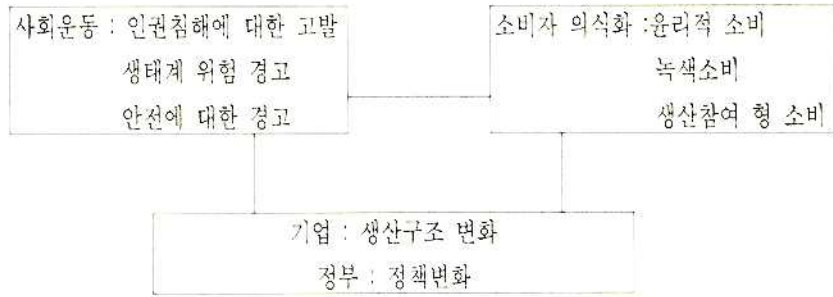 사회운동 : 인권침해에 대한 고발
생태계 위험 경고
안전에 대한 경고
소비자 의식화 :윤리적 소비
녹색소비
생산참여 형 소비
기업 : 생산구조 변화
정부 : 정책변화